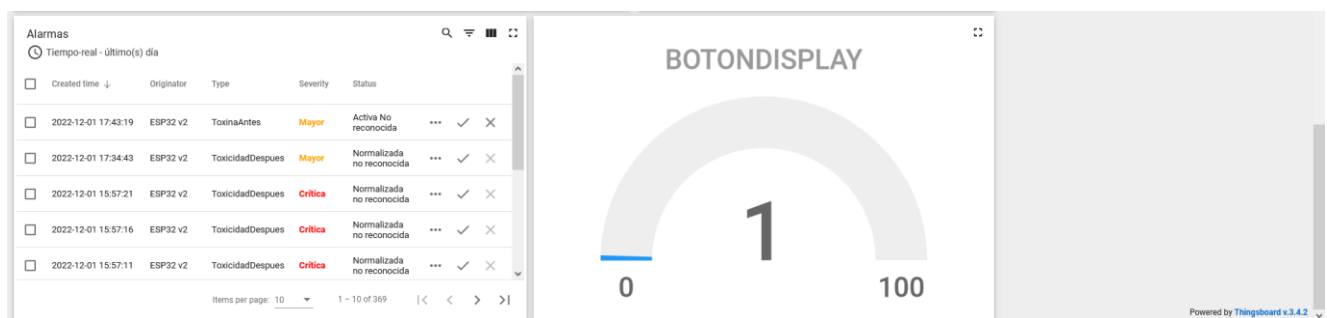 Alarmas
Tiempo-real - último(s) día
Created time ↓ Originator Type Severity Status
2022-12-01 17:43:19 ESP32 v2 ToxinaAntes Mayor Activa No
reconocida
2022-12-01 17:34:43 ESP32 v2 ToxicidadDespues Mayor Normalizada
no reconocida
2022-12-01 15:57:21 ESP32 v2 ToxicidadDespues Crítica Normalizada
no reconocida
2022-12-01 15:57:16 ESP32 v2 ToxicidadDespues Crítica Normalizada
no reconocida
2022-12-01 15:57:11 ESP32 v2 ToxicidadDespues Crítica Normalizada
no reconocida
Items per page: 10 1 – 10 of 369
BOTONDISPLAY
1
0 100
Powered by Thingsboard v.3.4.2